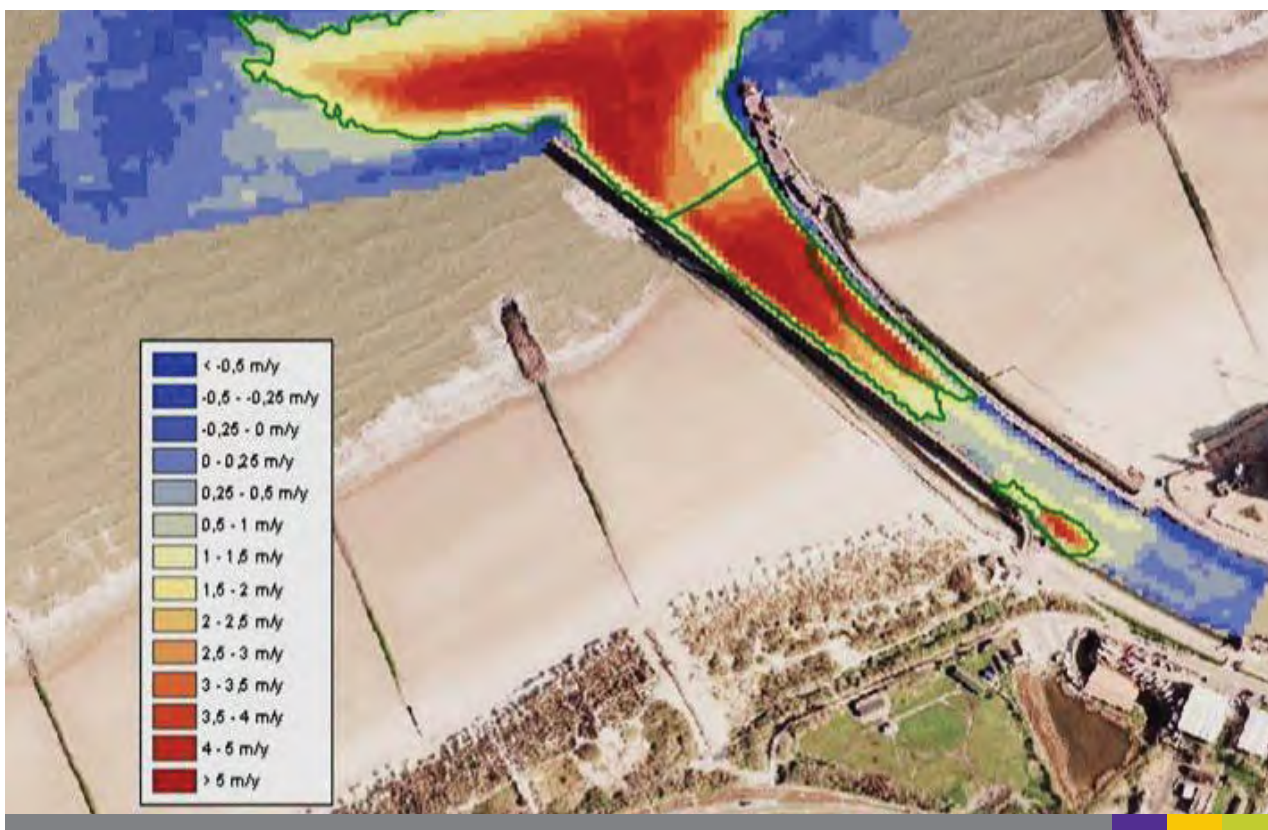 < -0,5 m/y
-0,5 - -0,25 m/y
-0,25 - 0 m/y
0 - 0,25 m/y
0,25 - 0,5 m/y
0,5 - 1 m/y
1 - 1,5 m/y
1,5 - 2 m/y
2 - 2,5 m/y
2,5 - 3 m/y
3 - 3,5 m/y
3,5 - 4 m/y
4 - 5 m/y
> 5 m/y